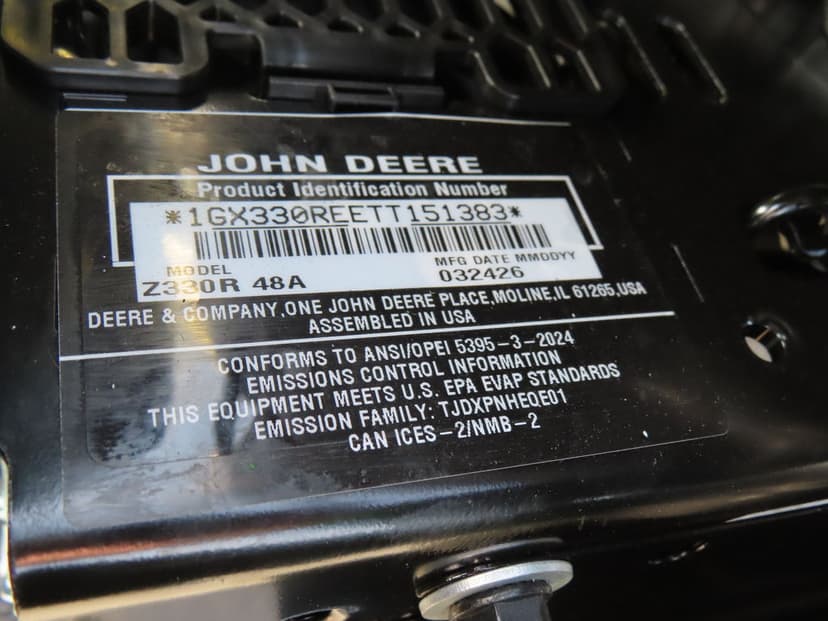 JOHN DEERE
Product Identification Number
*1GX330REETT151383*
MODEL
Z330R 48A
MFG DATE MMDDYY
032426
DEERE & COMPANY,ONE JOHN DEERE PLACE,MOLINE,IL 61265,USA
ASSEMBLED IN USA
CONFORMS TO ANSI/OPEI 5395-3-2024
EMISSIONS CONTROL INFORMATION
THIS EQUIPMENT MEETS U.S. EPA EVAP STANDARDS
EMISSION FAMILY: TJDXPNHEQE01
CAN ICES-2/NMB-2